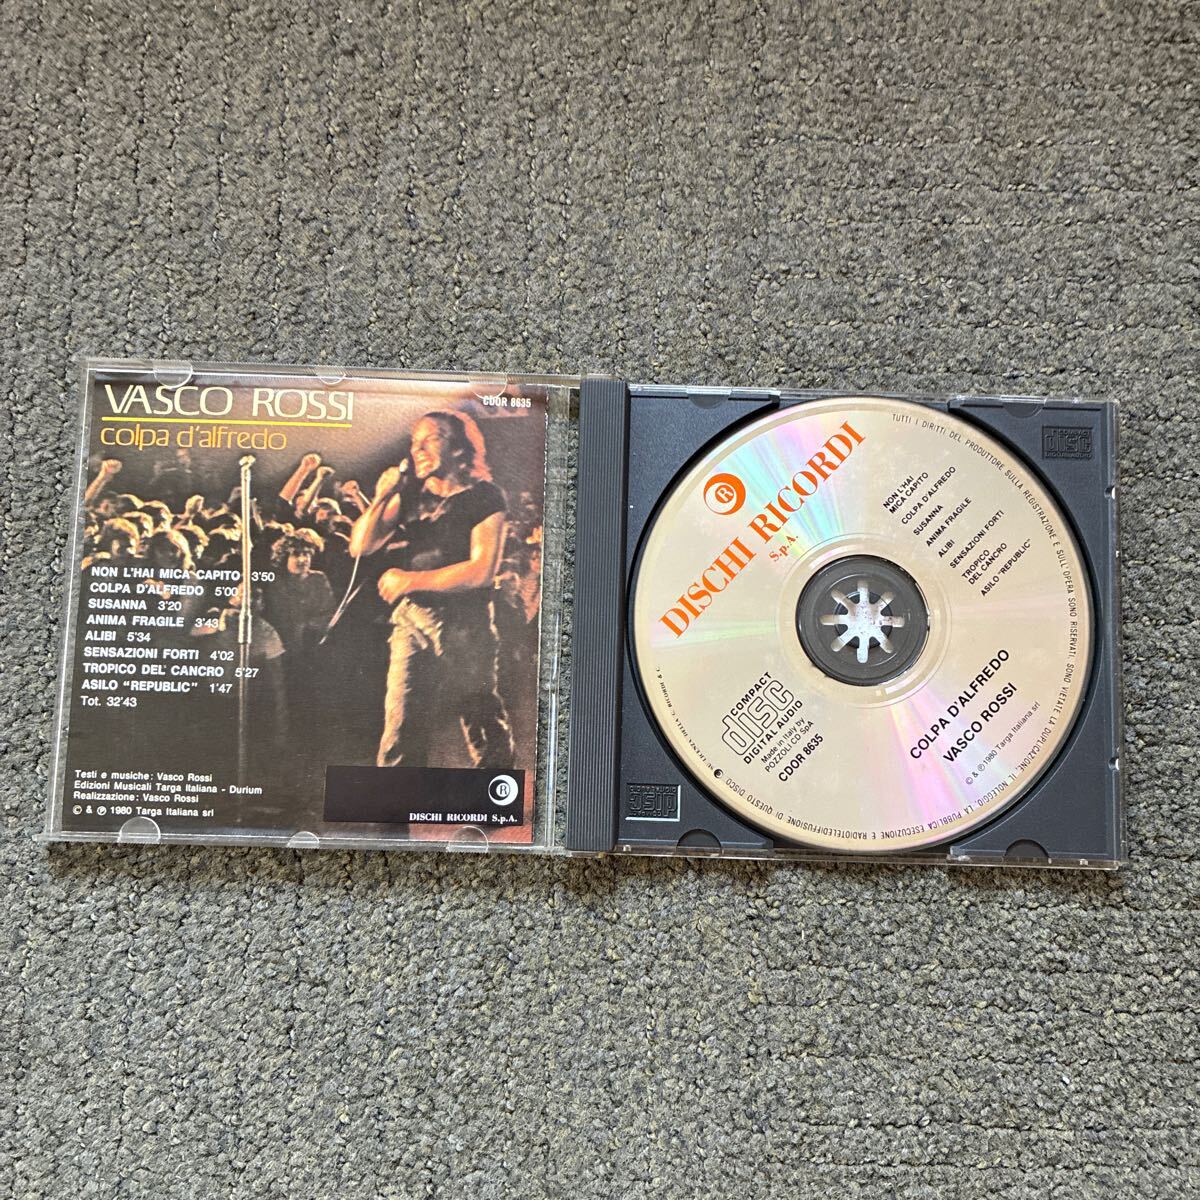 VASCO ROSSI
colpa d'alfredo
CDOR 8635
NON L'HAI MICA CAPITO 3'50
COLPA D'ALFREDO 5'00
SUSANNA 3'20
ANIMA FRAGILE 3'43
ALIBI 5'34
SENSAZIONI FORTI 4'02
TROPICO DEL CANCRO 5'27
ASILO "REPUBLIC" 1'47
Tot. 32'43
Testi e musiche: Vasco Rossi
Edizioni Musicali Targa Italiana - Durium
Realizzazione: Vasco Rossi
© & ℗ 1980 Targa Italiana srl
R
DISCHI RICORDI S.p.A.
R
DISCHI RICORDI
S.p.A.
NON L'HAI
MICA CAPITO
COLPA D'ALFREDO
SUSANNA
ANIMA FRAGILE
ALIBI
SENSAZIONI FORTI
TROPICO
DEL CANCRO
ASILO "REPUBLIC"
COMPACT
disc
DIGITAL AUDIO
Made in Italy by
POZZOLI CD SpA
CDOR 8635
COLPA D'ALFREDO
VASCO ROSSI
© & ℗ 1980 Targa Italiana srl
TUTTI I DIRITTI DEL PRODUTTORE SULLA REGISTRAZIONE E SULL'OPERA SONO RISERVATI. SONO VIETATE LA DUPLICAZIONE, IL NOLEGGIO, LA PUBBLICA ESECUZIONE E RADIOTELEDIFFUSIONE DI QUESTO DISCO
COMPACT
disc
disc